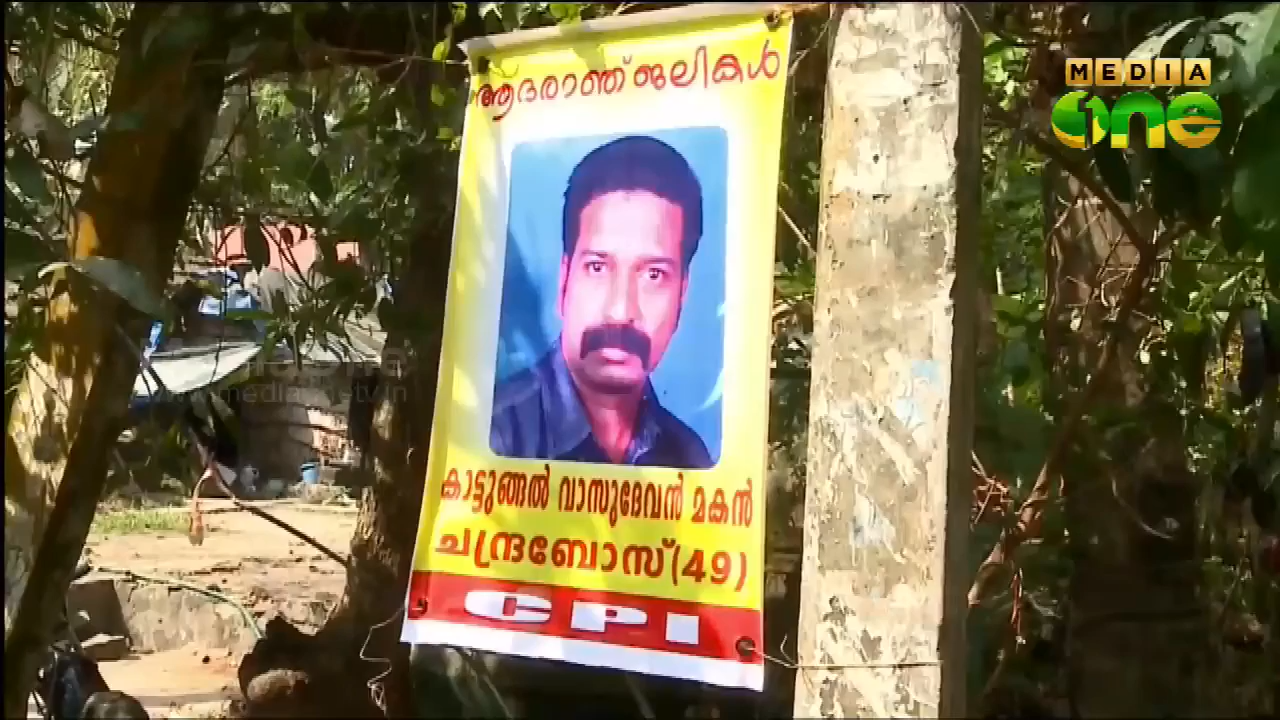 MEDIA
one
ആദരാഞ്ജലികൾ
കാട്ടുങ്ങൽ വാസുദേവൻ മകൻ
ചന്ദ്രബോസ് (49)
CPI